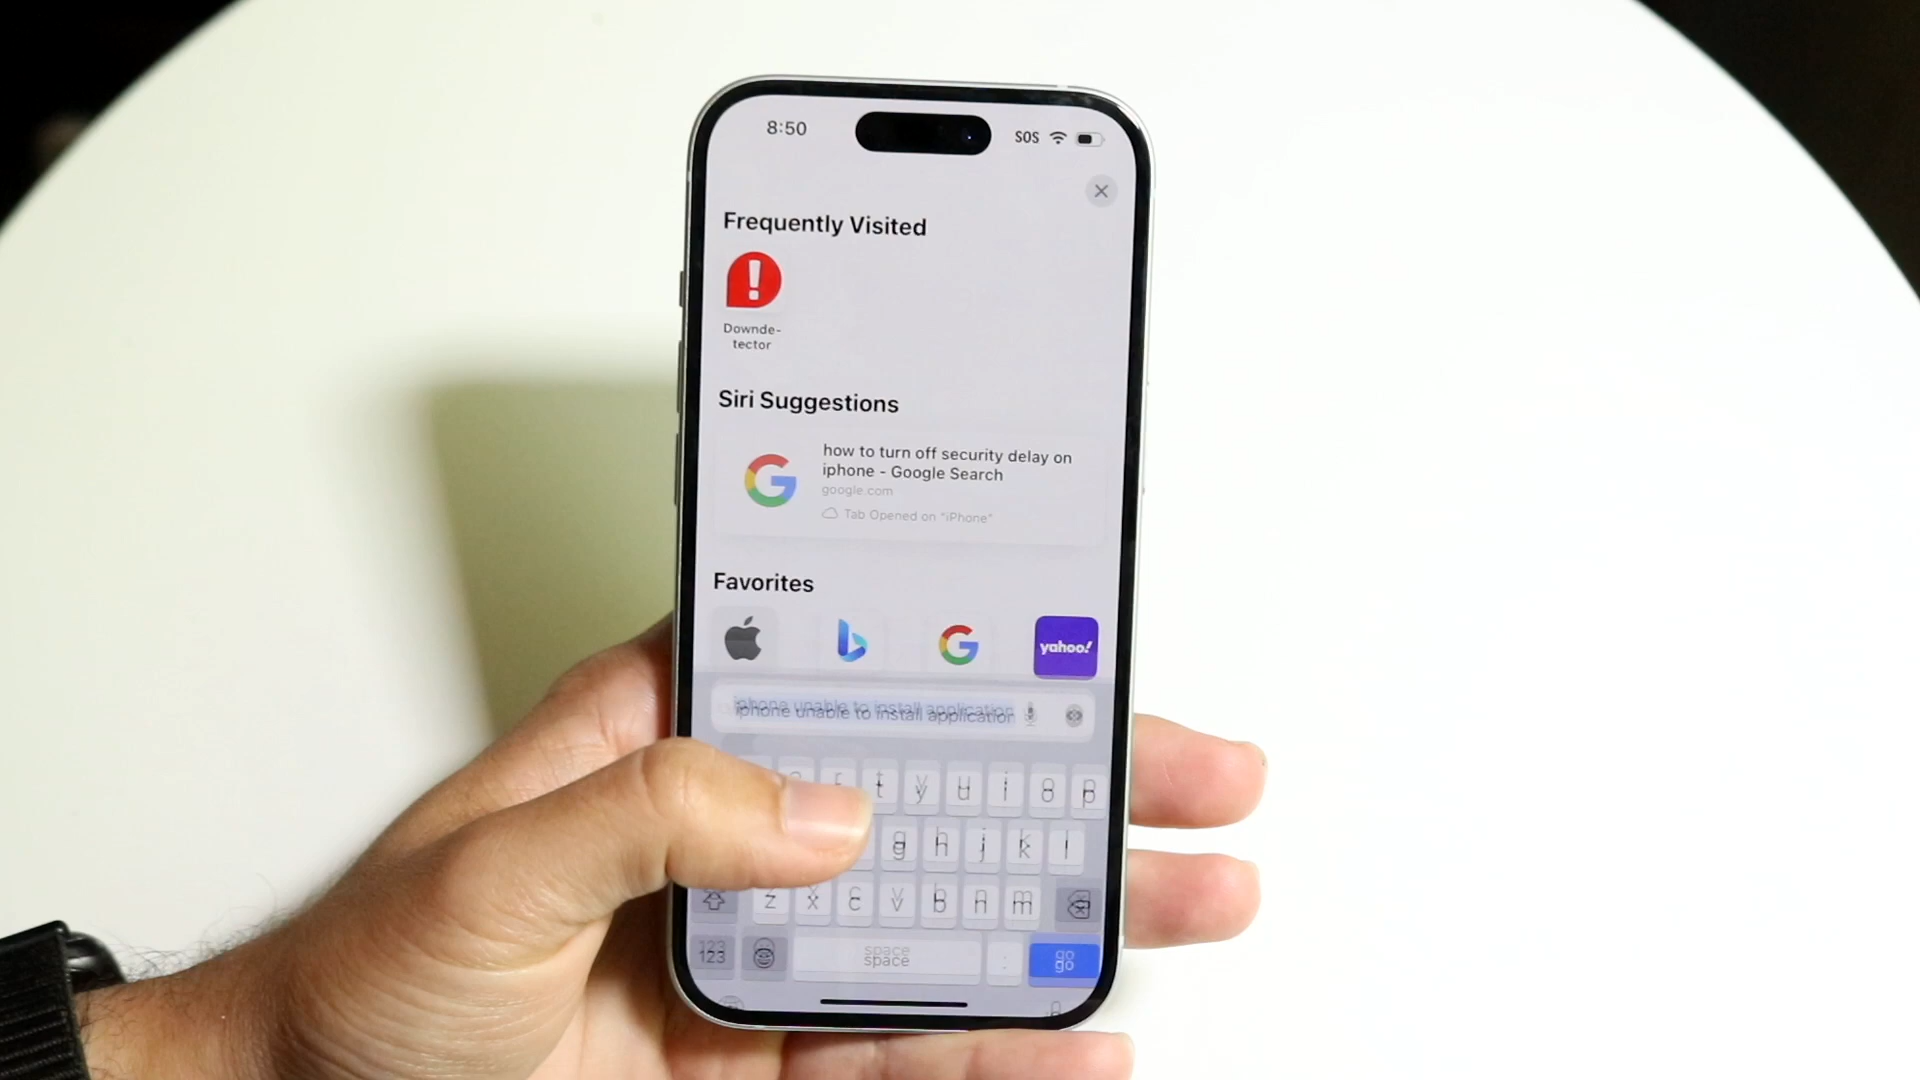 8:50
SOS
Frequently Visited
Downde-
tector
Siri Suggestions
how to turn off security delay on
iphone - Google Search
google.com
Tab Opened on "iPhone"
Favorites
yahoo!
iphone unable to install application
t y u i o p
g h j k l
z x c v b n m
123
space
go